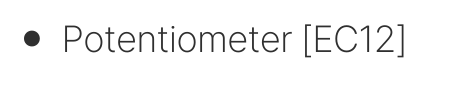 • Potentiometer [EC12]